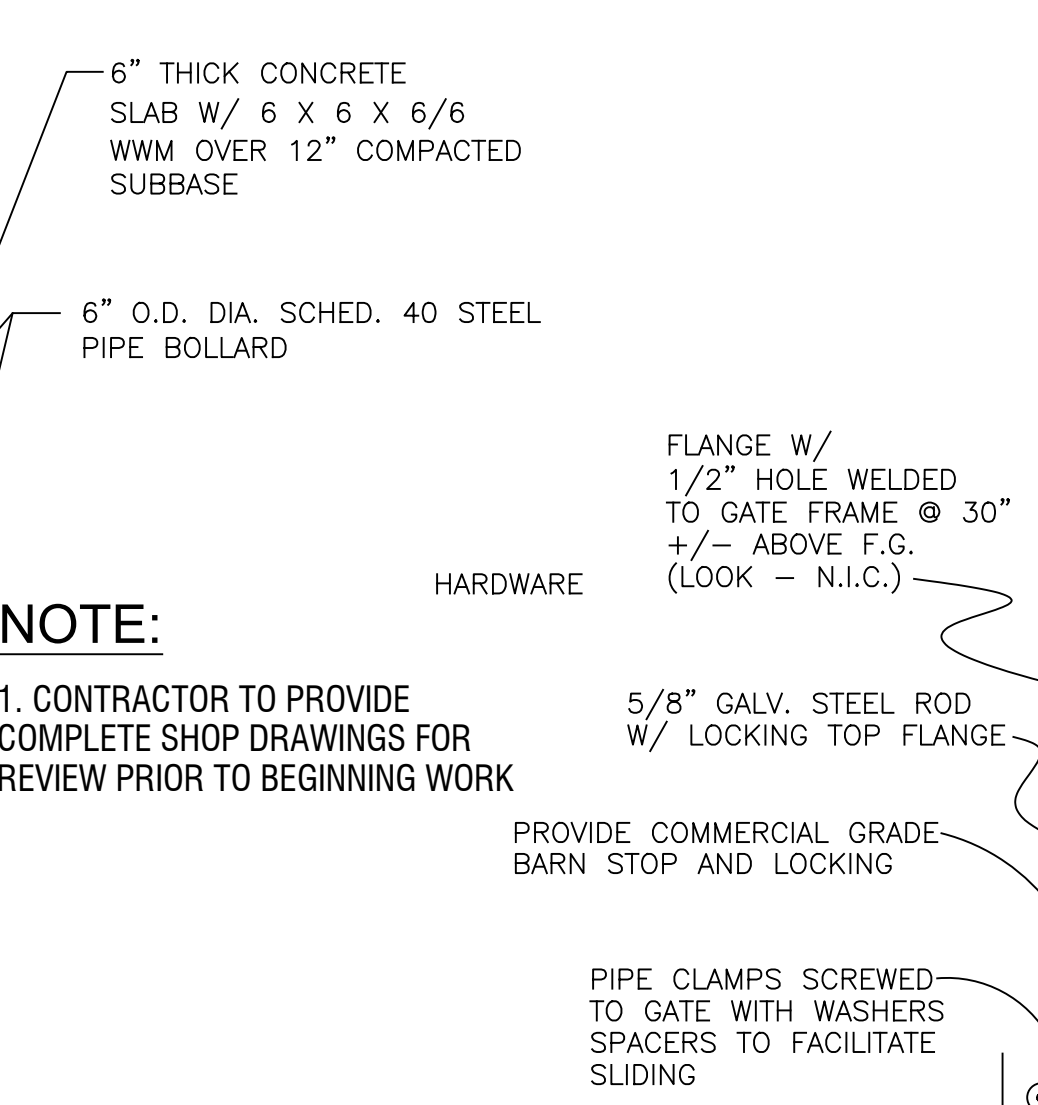 6” THICK CONCRETE
SLAB W/ 6 X 6 X 6/6
WWM OVER 12” COMPACTED
SUBBASE
6” O.D. DIA. SCHED. 40 STEEL
PIPE BOLLARD
FLANGE W/
1/2” HOLE WELDED
TO GATE FRAME @ 30”
+/− ABOVE F.G.
(LOOK − N.I.C.)
HARDWARE
NOTE:
1. CONTRACTOR TO PROVIDE
COMPLETE SHOP DRAWINGS FOR
REVIEW PRIOR TO BEGINNING WORK
5/8” GALV. STEEL ROD
W/ LOCKING TOP FLANGE
PROVIDE COMMERCIAL GRADE
BARN STOP AND LOCKING
PIPE CLAMPS SCREWED
TO GATE WITH WASHERS
SPACERS TO FACILITATE
SLIDING